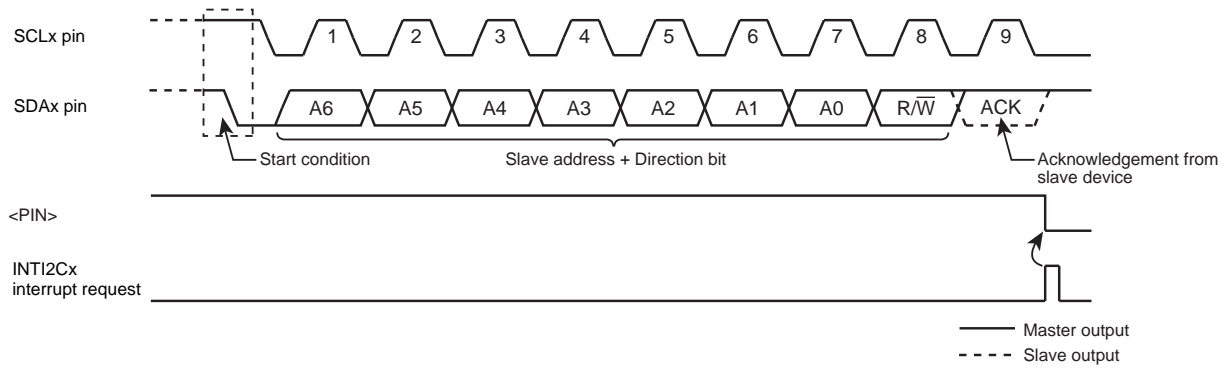 SCLx pin
1 2 3 4 5 6 7 8 9
SDAx pin
A6 A5 A4 A3 A2 A1 A0 R/W̅ ACK
Start condition
Slave address + Direction bit
Acknowledgement from
slave device
<PIN>
INTI2Cx
interrupt request
Master output
Slave output